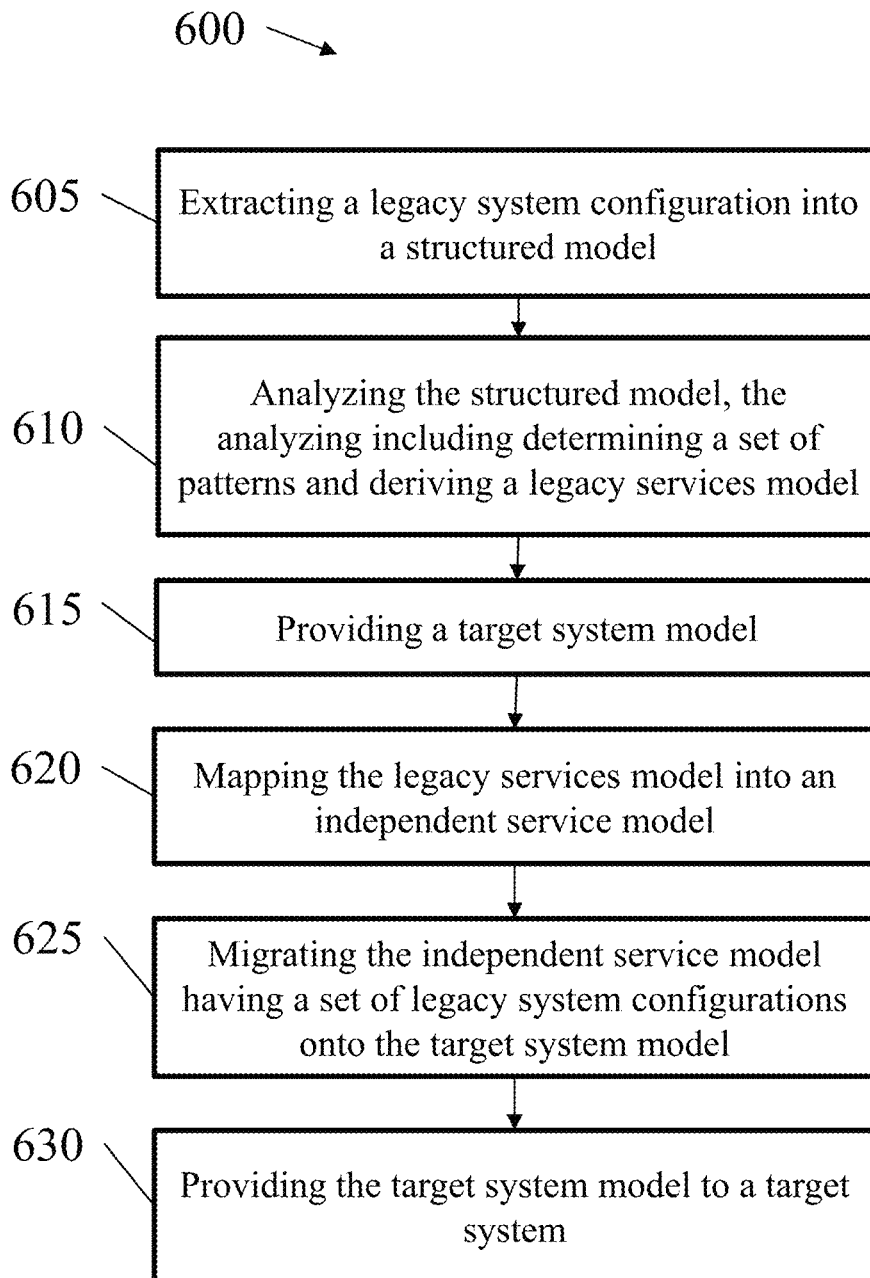 600
605
Extracting a legacy system configuration into
a structured model
610
Analyzing the structured model, the
analyzing including determining a set of
patterns and deriving a legacy services model
615
Providing a target system model
620
Mapping the legacy services model into an
independent service model
625
Migrating the independent service model
having a set of legacy system configurations
onto the target system model
630
Providing the target system model to a target
system